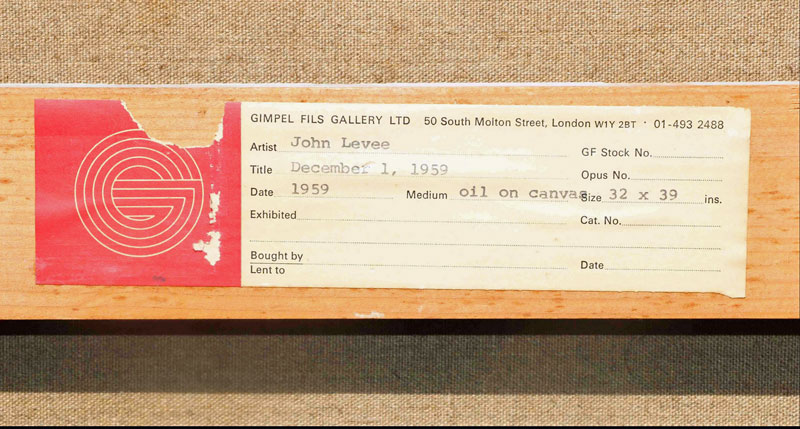 GIMPEL FILS GALLERY LTD 50 South Molton Street, London W1Y 2BT · 01-493 2488
Artist John Levee GF Stock No.
Title December 1, 1959 Opus No.
Date 1959 Medium oil on canvas Size 32 x 39 ins.
Exhibited Cat. No.
Bought by
Lent to Date